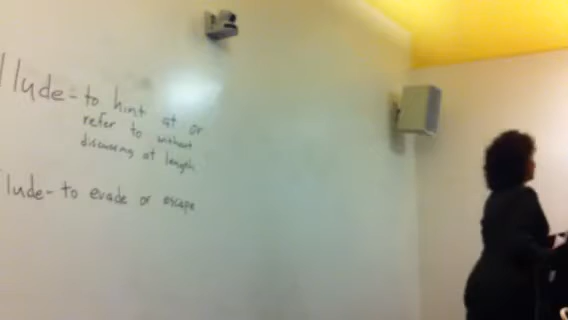 llude - to hint at or
refer to without
discussing at length
lude - to evade or escape